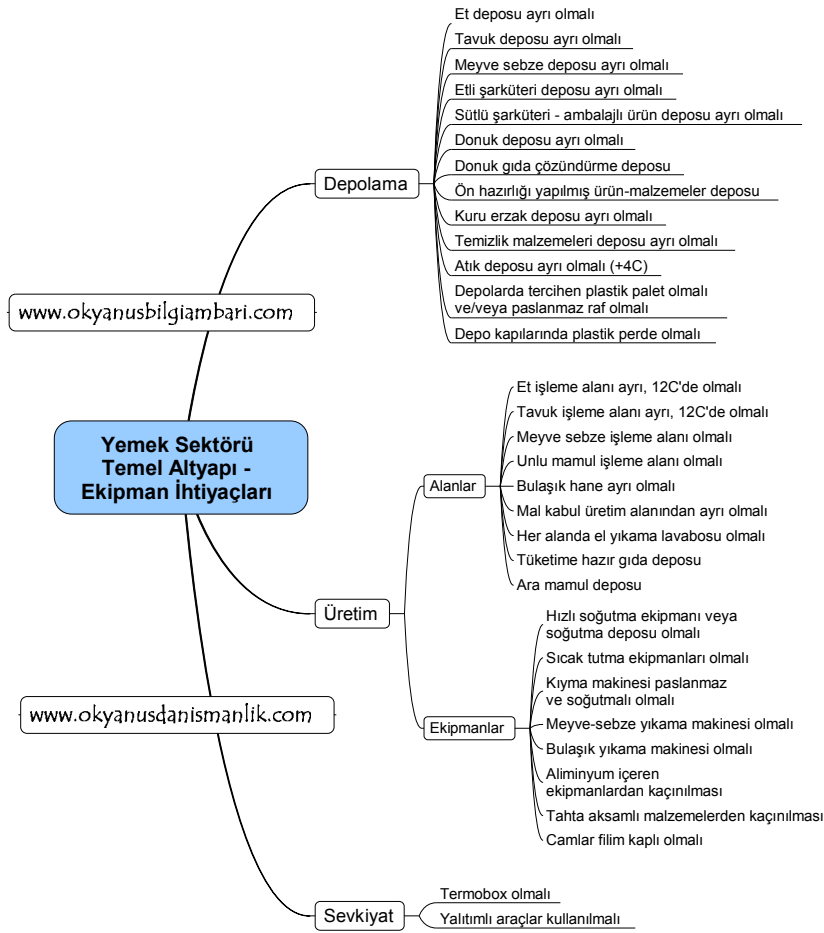 Et deposu ayrı olmalı
Tavuk deposu ayrı olmalı
Meyve sebze deposu ayrı olmalı
Etli şarküteri deposu ayrı olmalı
Sütlü şarküteri - ambalajlı ürün deposu ayrı olmalı
Donuk deposu ayrı olmalı
Donuk gıda çözündürme deposu
Depolama
Ön hazırlığı yapılmış ürün-malzemeler deposu
Kuru erzak deposu ayrı olmalı
Temizlik malzemeleri deposu ayrı olmalı
Atık deposu ayrı olmalı (+4C)
Depolarda tercihen plastik palet olmalı
ve/veya paslanmaz raf olmalı
Depo kapılarında plastik perde olmalı
www.okyanusbilgiambari.com
Yemek Sektörü
Temel Altyapı -
Ekipman İhtiyaçları
Et işleme alanı ayrı, 12C'de olmalı
Tavuk işleme alanı ayrı, 12C'de olmalı
Meyve sebze işleme alanı olmalı
Unlu mamul işleme alanı olmalı
Alanlar
Bulaşık hane ayrı olmalı
Mal kabul üretim alanından ayrı olmalı
Her alanda el yıkama lavabosu olmalı
Tüketime hazır gıda deposu
Ara mamul deposu
Üretim
Hızlı soğutma ekipmanı veya
soğutma deposu olmalı
Sıcak tutma ekipmanları olmalı
Kıyma makinesi paslanmaz
ve soğutmalı olmalı
Ekipmanlar
Meyve-sebze yıkama makinesi olmalı
Bulaşık yıkama makinesi olmalı
Aliminyum içeren
ekipmanlardan kaçınılması
Tahta aksamlı malzemelerden kaçınılması
Camlar filim kaplı olmalı
www.okyanusdanismanlik.com
Sevkiyat
Termobox olmalı
Yalıtımlı araçlar kullanılmalı